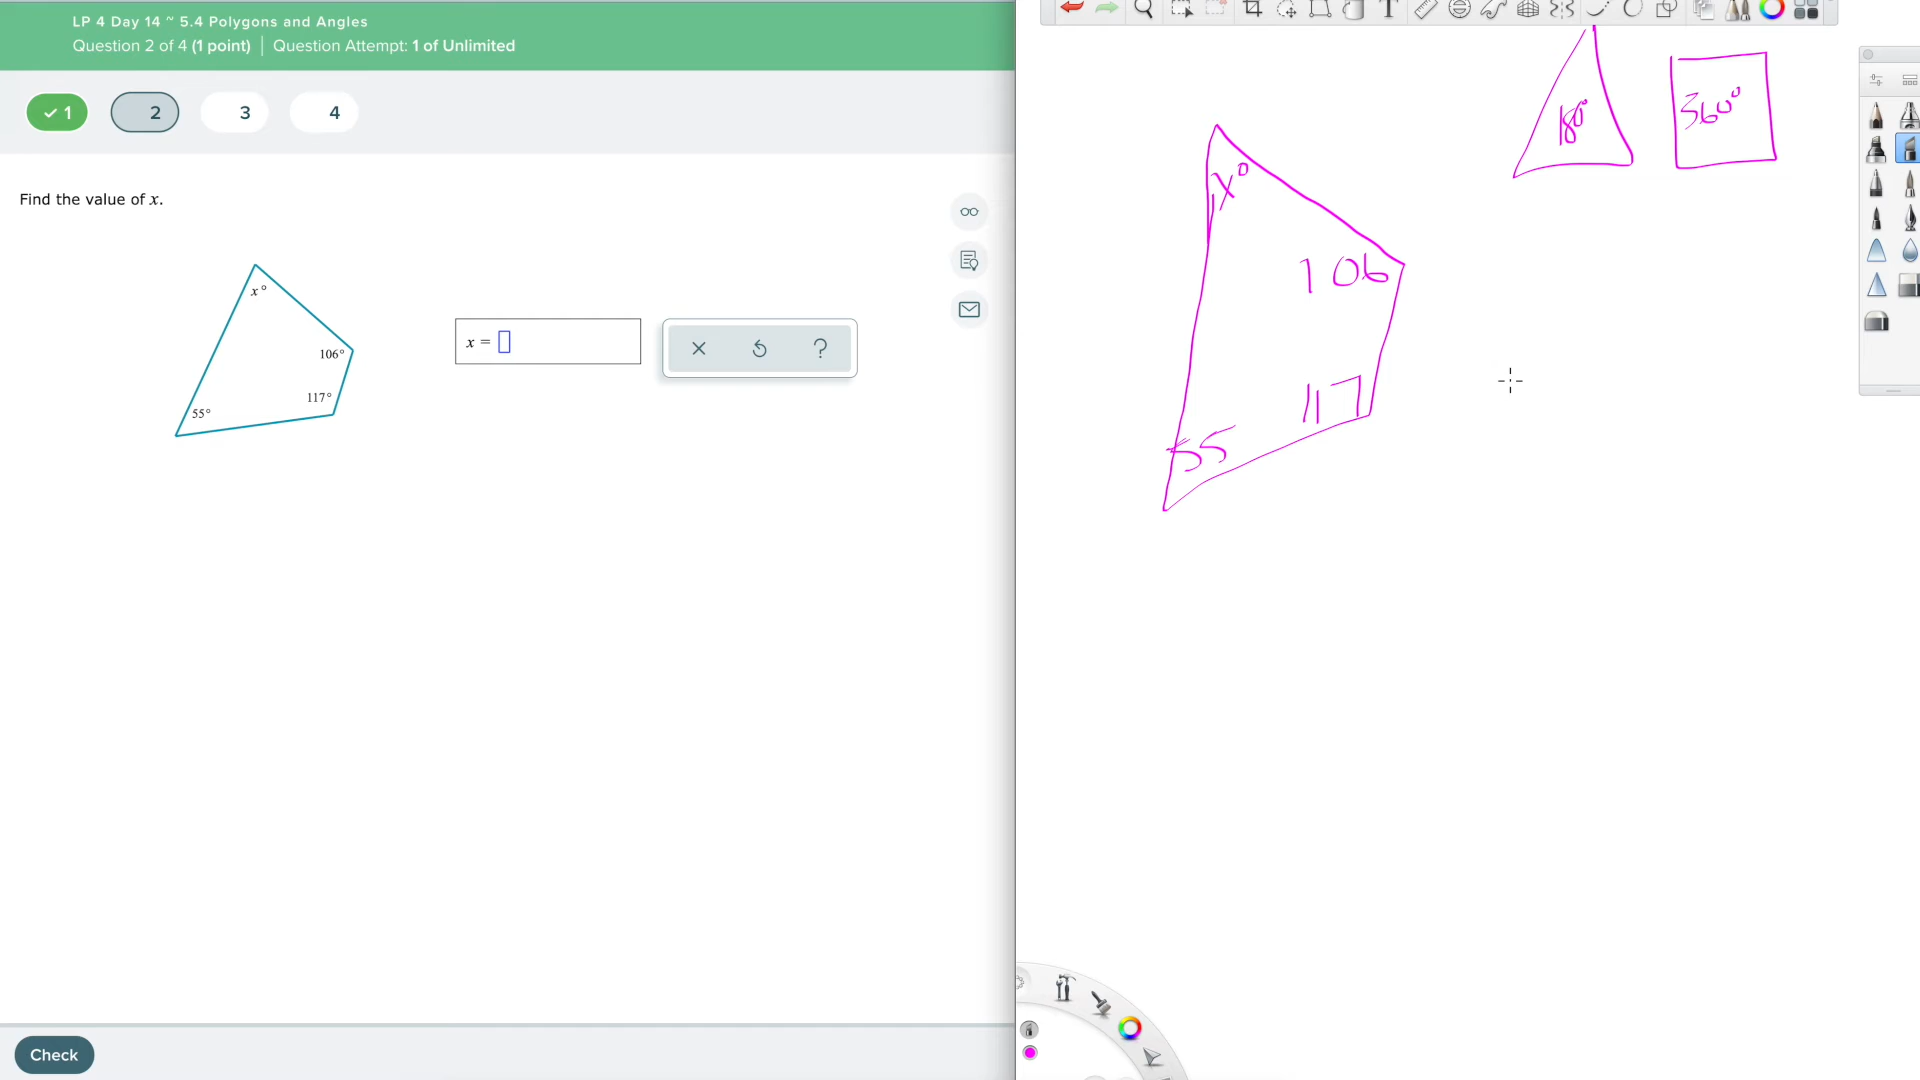 LP 4 Day 14 ~ 5.4 Polygons and Angles
Question 2 of 4 (1 point) | Question Attempt: 1 of Unlimited
✓ 1 2 3 4
Find the value of x.
x°
106°
117°
55°
x =
× ?
Check
T
180°
360°
x°
106
117
55